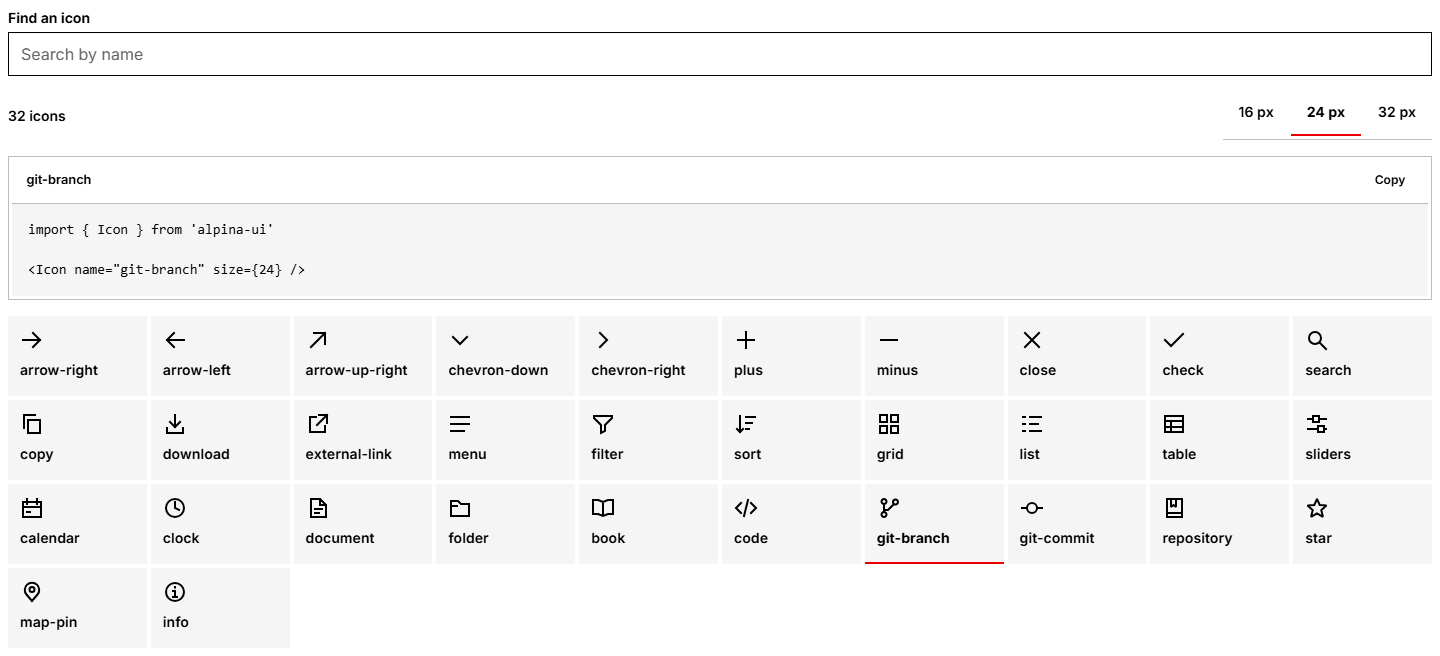 Find an icon
Search by name
32 icons
16 px 24 px 32 px
git-branch Copy
import { Icon } from 'alpina-ui'
<Icon name="git-branch" size={24} />
arrow-right arrow-left arrow-up-right chevron-down chevron-right plus minus close check search
copy download external-link menu filter sort grid list table sliders
calendar clock document folder book code git-branch git-commit repository star
map-pin info